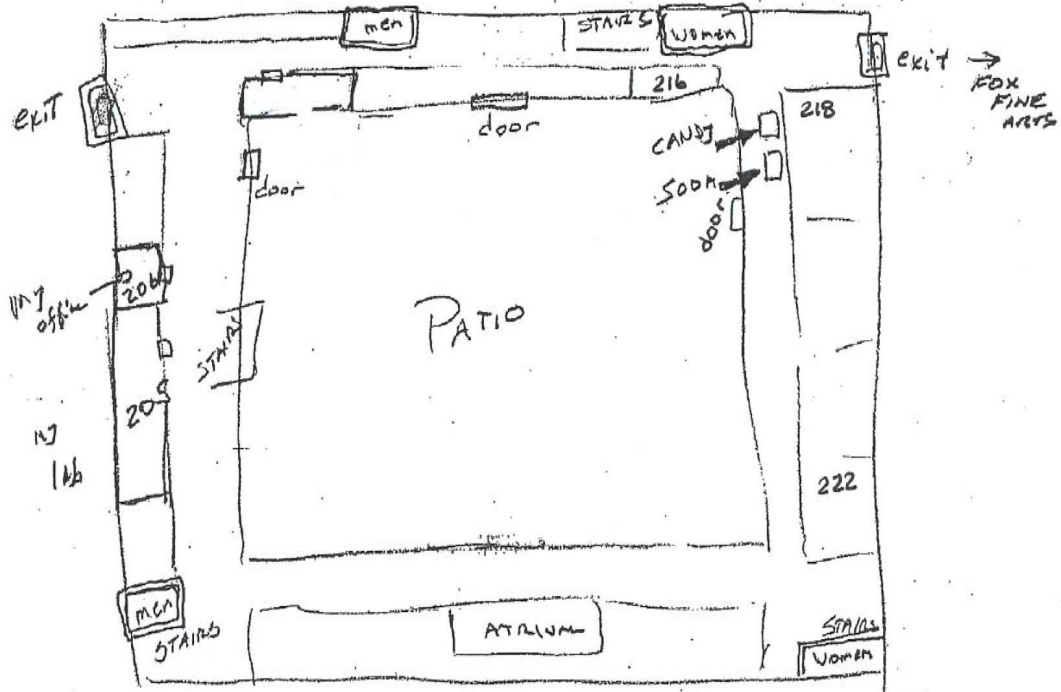 men
STAIRS
WOMEN
exit →
FOX
FINE
ARTS
exiT
216
218
door
CANDY
SODA
door
door
my
office
206
PATIO
STAIRS
my
lab
222
men
STAIRS
ATRIUM
STAIRS
WOMEN